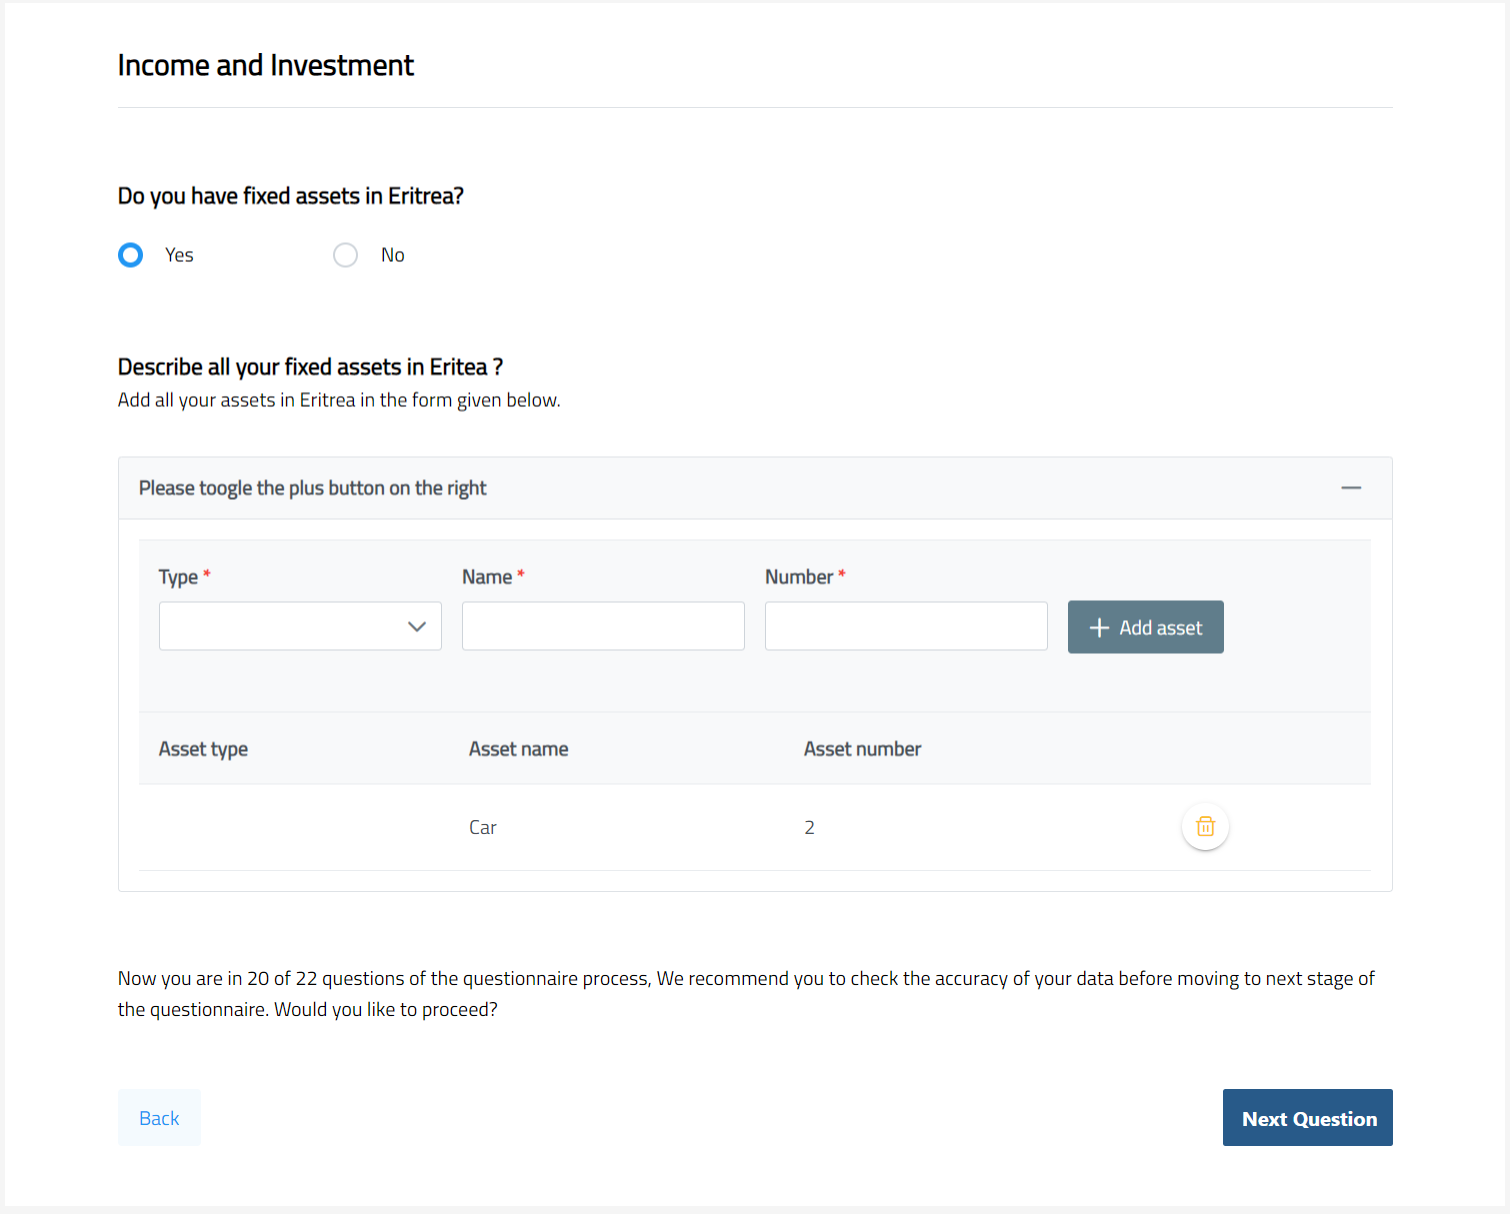 Income and Investment
Do you have fixed assets in Eritrea?
Yes No
Describe all your fixed assets in Eritea ?
Add all your assets in Eritrea in the form given below.
Please toogle the plus button on the right
Type * Name * Number *
Add asset
Asset type Asset name Asset number
Car 2
Now you are in 20 of 22 questions of the questionnaire process, We recommend you to check the accuracy of your data before moving to next stage of
the questionnaire. Would you like to proceed?
Back Next Question